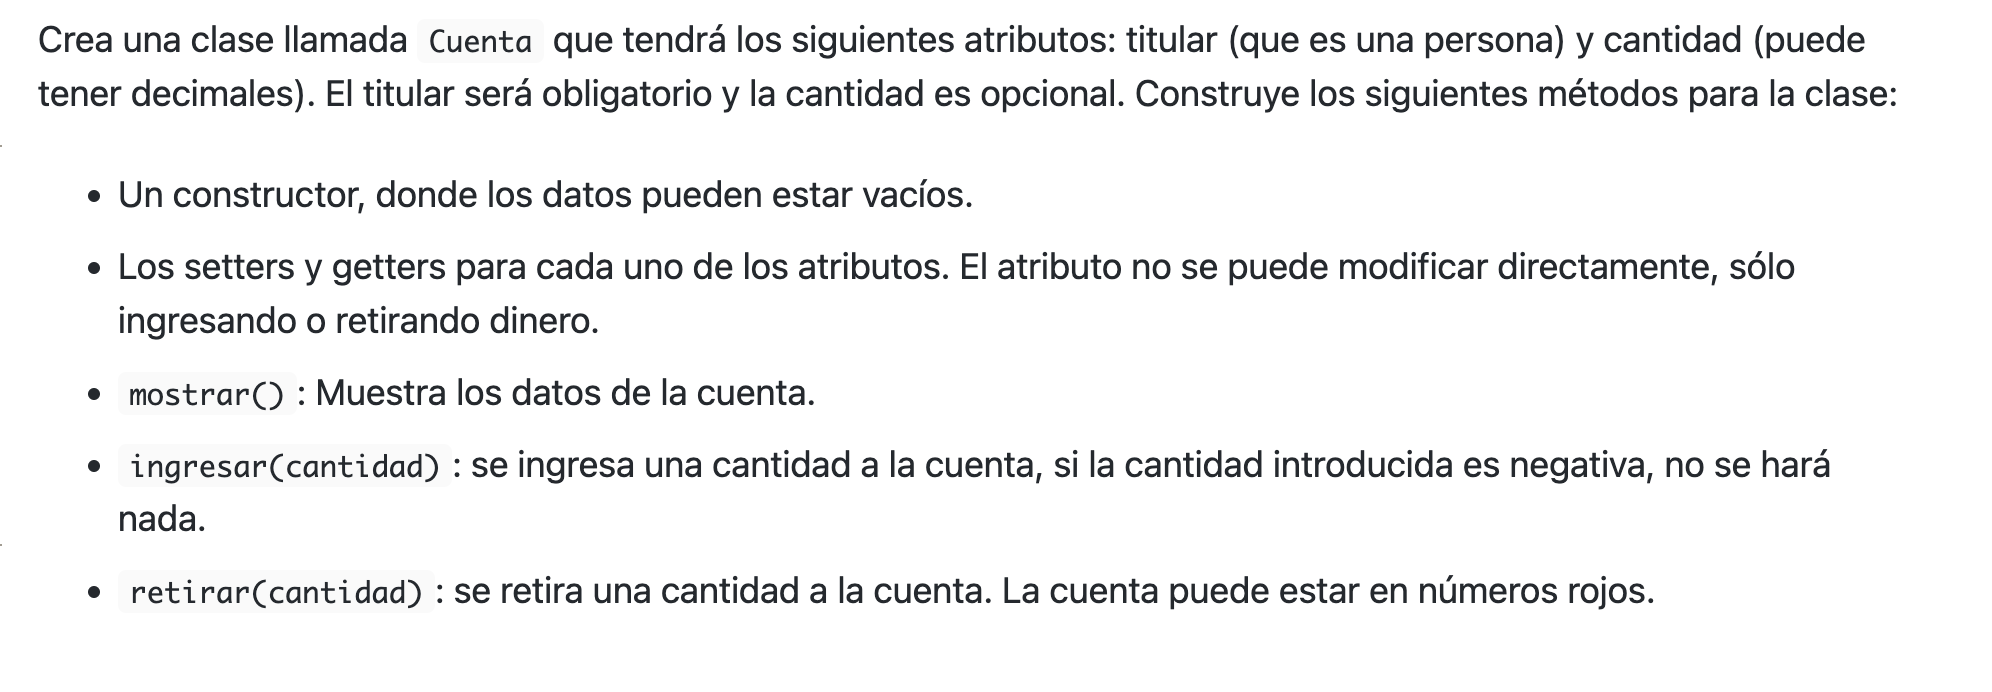 Crea una clase llamada Cuenta que tendrá los siguientes atributos: titular (que es una persona) y cantidad (puede
tener decimales). El titular será obligatorio y la cantidad es opcional. Construye los siguientes métodos para la clase:
• Un constructor, donde los datos pueden estar vacíos.
• Los setters y getters para cada uno de los atributos. El atributo no se puede modificar directamente, sólo
ingresando o retirando dinero.
• mostrar() : Muestra los datos de la cuenta.
• ingresar(cantidad) : se ingresa una cantidad a la cuenta, si la cantidad introducida es negativa, no se hará
nada.
• retirar(cantidad) : se retira una cantidad a la cuenta. La cuenta puede estar en números rojos.